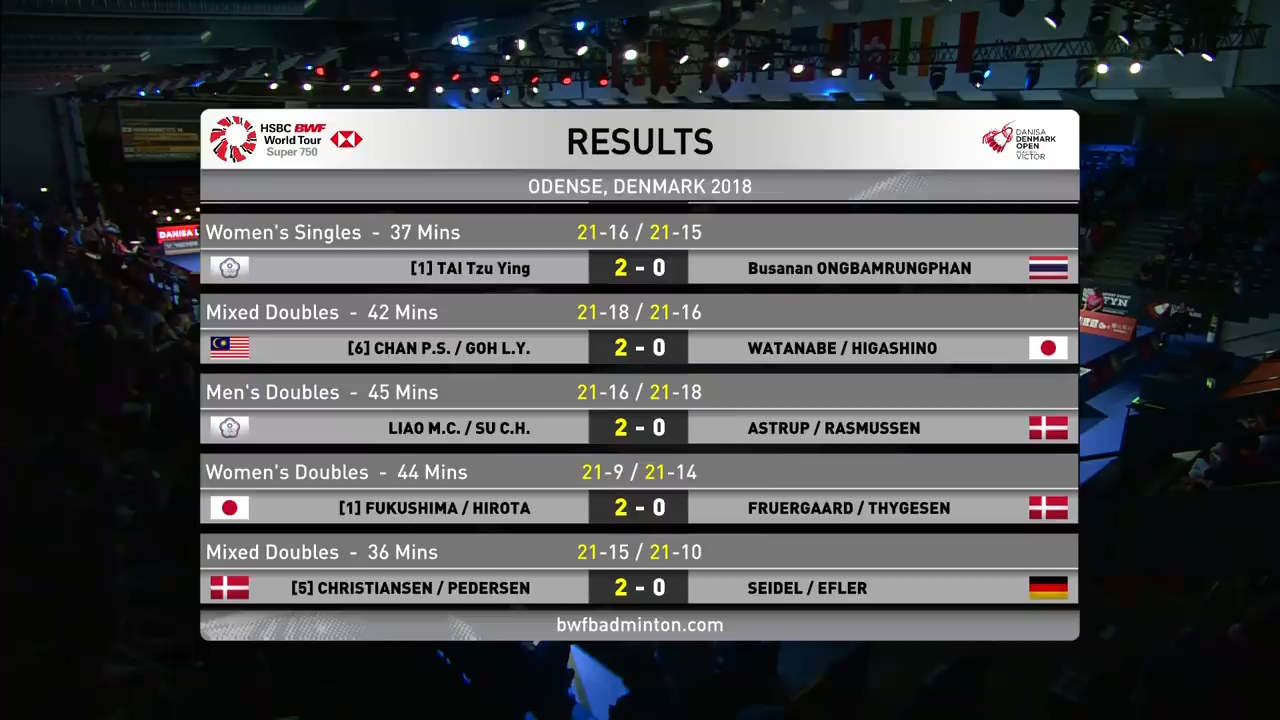 HSBC BWF
World Tour
Super 750
RESULTS
DANISA
DENMARK
OPEN
VICTOR
ODENSE, DENMARK 2018
Women's Singles - 37 Mins 21-16 / 21-15
[1] TAI Tzu Ying 2 - 0 Busanan ONGBAMRUNGPHAN
Mixed Doubles - 42 Mins 21-18 / 21-16
[6] CHAN P.S. / GOH L.Y. 2 - 0 WATANABE / HIGASHINO
Men's Doubles - 45 Mins 21-16 / 21-18
LIAO M.C. / SU C.H. 2 - 0 ASTRUP / RASMUSSEN
Women's Doubles - 44 Mins 21-9 / 21-14
[1] FUKUSHIMA / HIROTA 2 - 0 FRUERGAARD / THYGESEN
Mixed Doubles - 36 Mins 21-15 / 21-10
[5] CHRISTIANSEN / PEDERSEN 2 - 0 SEIDEL / EFLER
bwfbadminton.com
DANISA